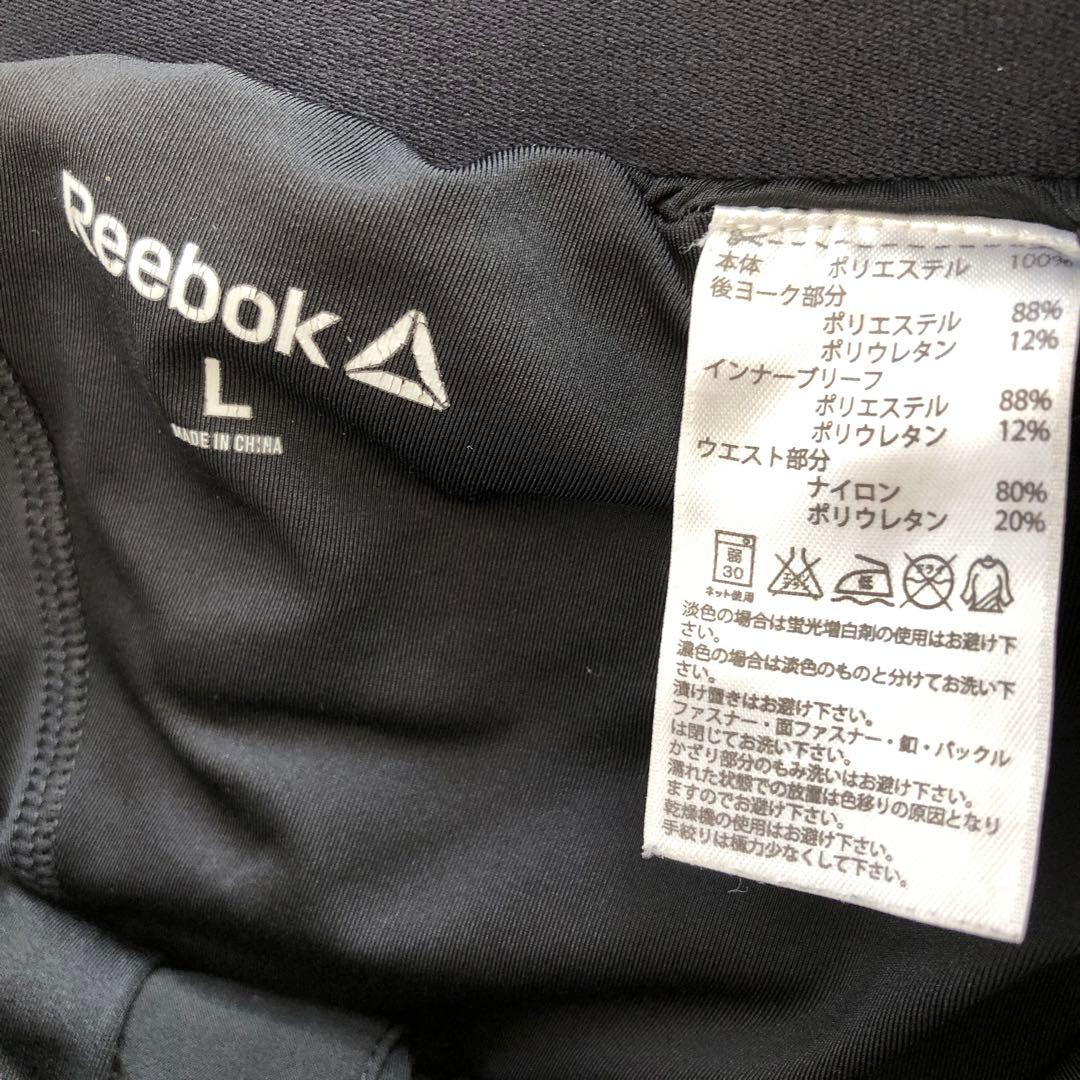 Reebok
L
MADE IN CHINA
本体 ポリエステル 100%
後ヨーク部分
ポリエステル 88%
ポリウレタン 12%
インナーブリーフ
ポリエステル 88%
ポリウレタン 12%
ウエスト部分
ナイロン 80%
ポリウレタン 20%
弱
30
ネット使用
低
ドライ
淡色の場合は蛍光増白剤の使用はお避け下
さい。
濃色の場合は淡色のものと分けてお洗い下
さい。
漬け置きはお避け下さい。
ファスナー・面ファスナー・釦・バックル
は閉じてお洗い下さい。
かざり部分のもみ洗いはお避け下さい。
濡れた状態での放置は色移りの原因となり
ますのでお避け下さい。
乾燥機の使用はお避け下さい。
手絞りは極力少なくして下さい。